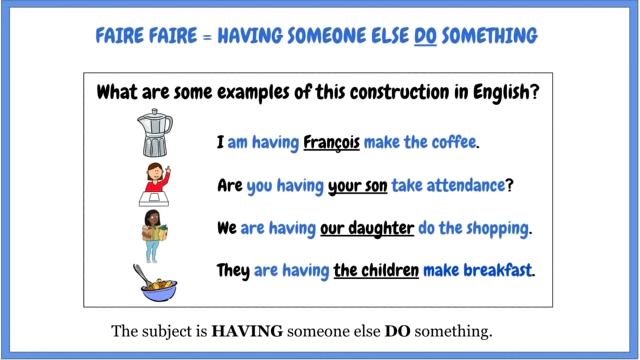 FAIRE FAIRE = HAVING SOMEONE ELSE DO SOMETHING
What are some examples of this construction in English?
I am having François make the coffee.
Are you having your son take attendance?
We are having our daughter do the shopping.
They are having the children make breakfast.
The subject is HAVING someone else DO something.